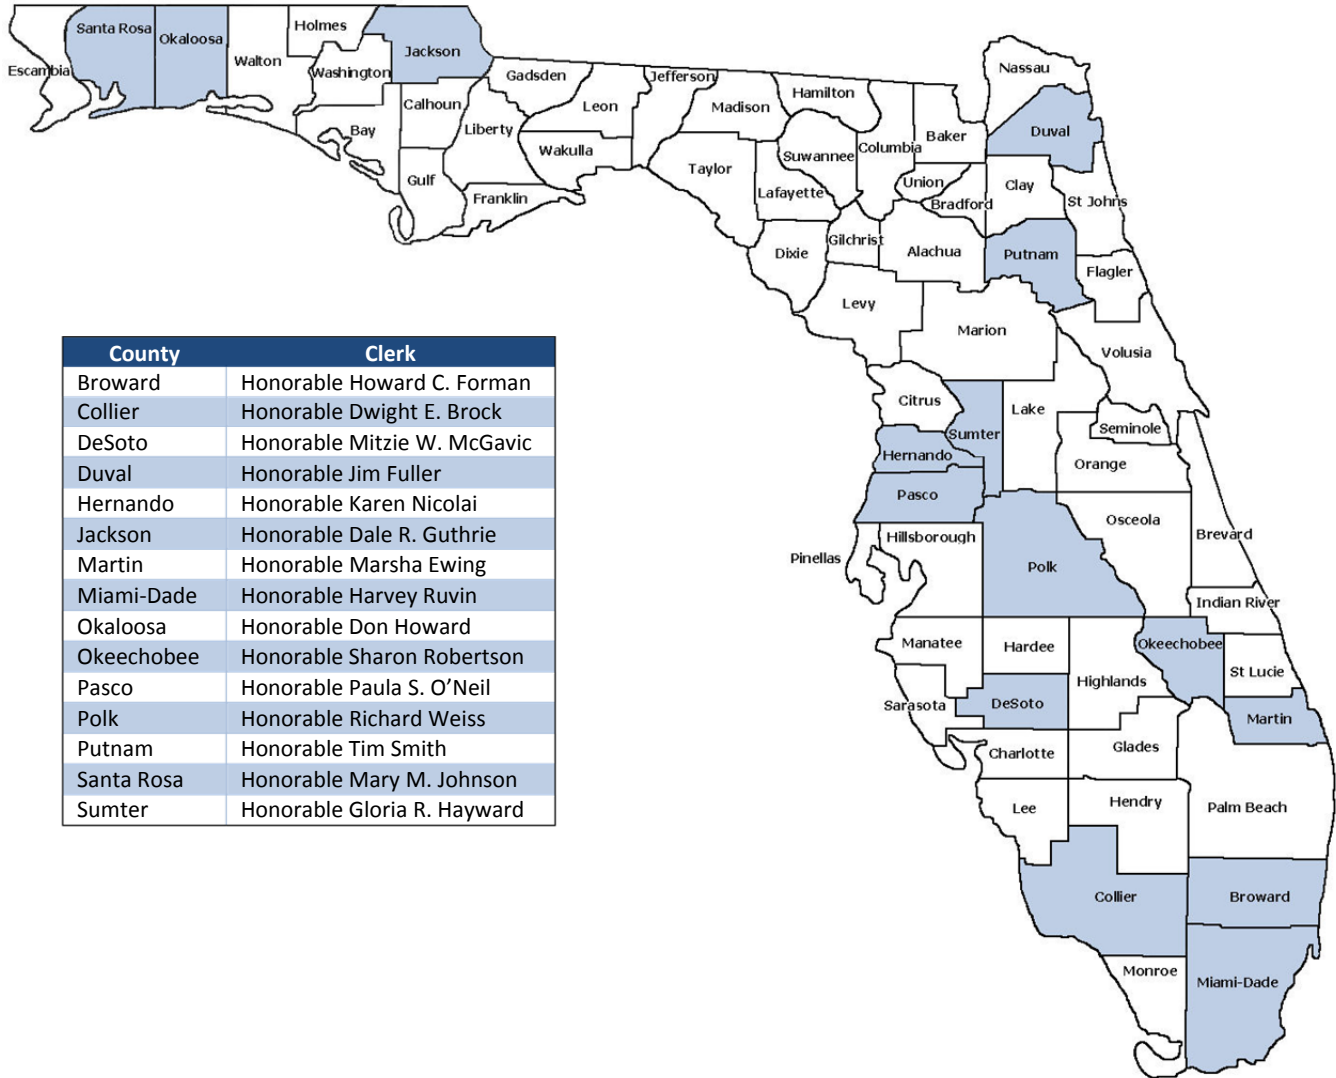 Santa Rosa
Okaloosa
Holmes
Jackson
Escambia
Walton
Washington
Gadsden
Jefferson
Nassau
Calhoun
Leon
Madison
Hamilton
Bay
Liberty
Wakulla
Suwannee
Columbia
Baker
Duval
Gulf
Franklin
Taylor
Lafayette
Union
Bradford
Clay
St Johns
Dixie
Gilchrist
Alachua
Putnam
Flagler
Levy
Marion
Volusia
Citrus
Sumter
Lake
Seminole
Hernando
Orange
Pasco
Osceola
Brevard
Pinellas
Hillsborough
Polk
Indian River
Manatee
Hardee
Okeechobee
St Lucie
Highlands
Sarasota
DeSoto
Martin
Charlotte
Glades
Lee
Hendry
Palm Beach
Collier
Broward
Monroe
Miami-Dade
County Clerk
Broward Honorable Howard C. Forman
Collier Honorable Dwight E. Brock
DeSoto Honorable Mitzie W. McGavic
Duval Honorable Jim Fuller
Hernando Honorable Karen Nicolai
Jackson Honorable Dale R. Guthrie
Martin Honorable Marsha Ewing
Miami-Dade Honorable Harvey Ruvin
Okaloosa Honorable Don Howard
Okeechobee Honorable Sharon Robertson
Pasco Honorable Paula S. O’Neil
Polk Honorable Richard Weiss
Putnam Honorable Tim Smith
Santa Rosa Honorable Mary M. Johnson
Sumter Honorable Gloria R. Hayward